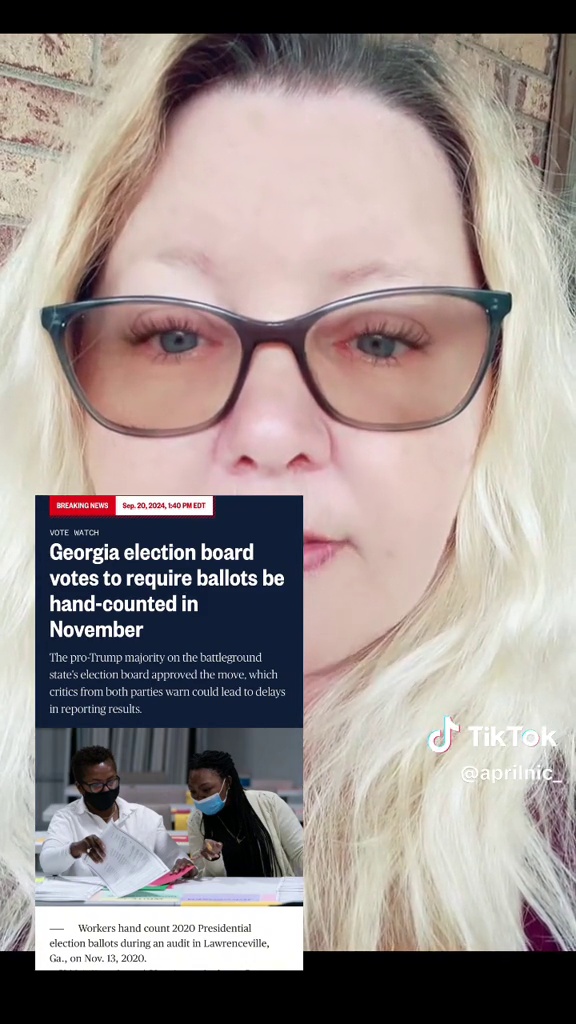 BREAKING NEWS Sep. 20, 2024, 1:40 PM EDT
VOTE WATCH
Georgia election board
votes to require ballots be
hand-counted in
November
The pro-Trump majority on the battleground
state's election board approved the move, which
critics from both parties warn could lead to delays
in reporting results.
TikTok
@aprilnic_
— Workers hand count 2020 Presidential
election ballots during an audit in Lawrenceville,
Ga., on Nov. 13, 2020.